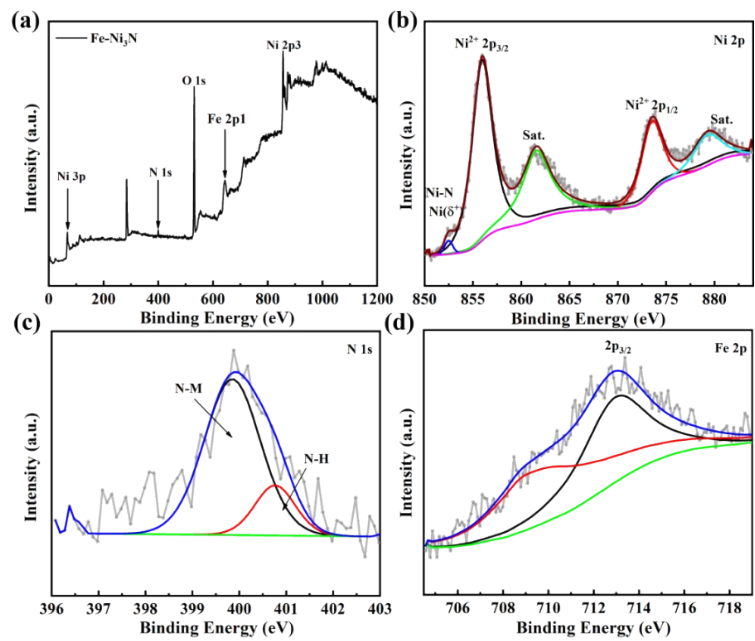 (a)
Fe-Ni₃N
Ni 3p
N 1s
O 1s
Fe 2p1
Ni 2p3
Intensity (a.u.)
0 200 400 600 800 1000 1200
Binding Energy (eV)
(b)
Ni 2p
Ni²⁺ 2p₃/₂
Sat.
Ni²⁺ 2p₁/₂
Sat.
Ni-N
Ni(δ⁺)
Intensity (a.u.)
850 855 860 865 870 875 880
Binding Energy (eV)
(c)
N 1s
N-M
N-H
Intensity (a.u.)
396 397 398 399 400 401 402 403
Binding Energy (eV)
(d)
2p₃/₂
Fe 2p
Intensity (a.u.)
706 708 710 712 714 716 718
Binding Energy (eV)